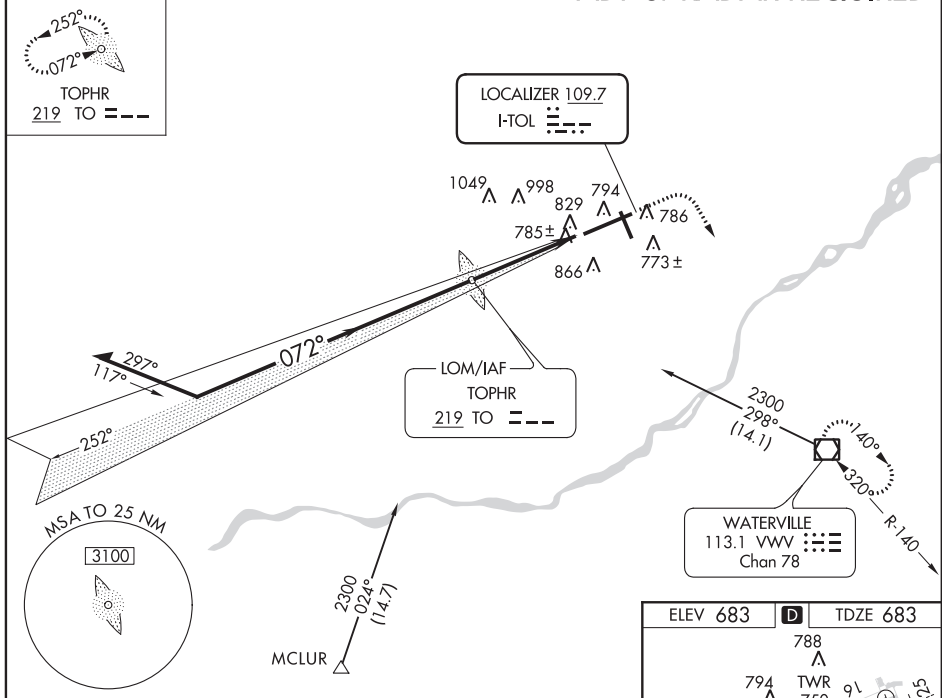 252°
072°
TOPHR
219 TO
LOCALIZER 109.7
I-TOL
1049
998
829
794
786
785±
866
773±
072°
297°
117°
252°
LOM/IAF
TOPHR
219 TO
2300
298°
(14.1)
140°
320°
R-140
WATERVILLE
113.1 VWV
Chan 78
MSA TO 25 NM
3100
2300
024°
(14.7)
MCLUR
ELEV 683 D TDZE 683
788
794
TWR
16
25